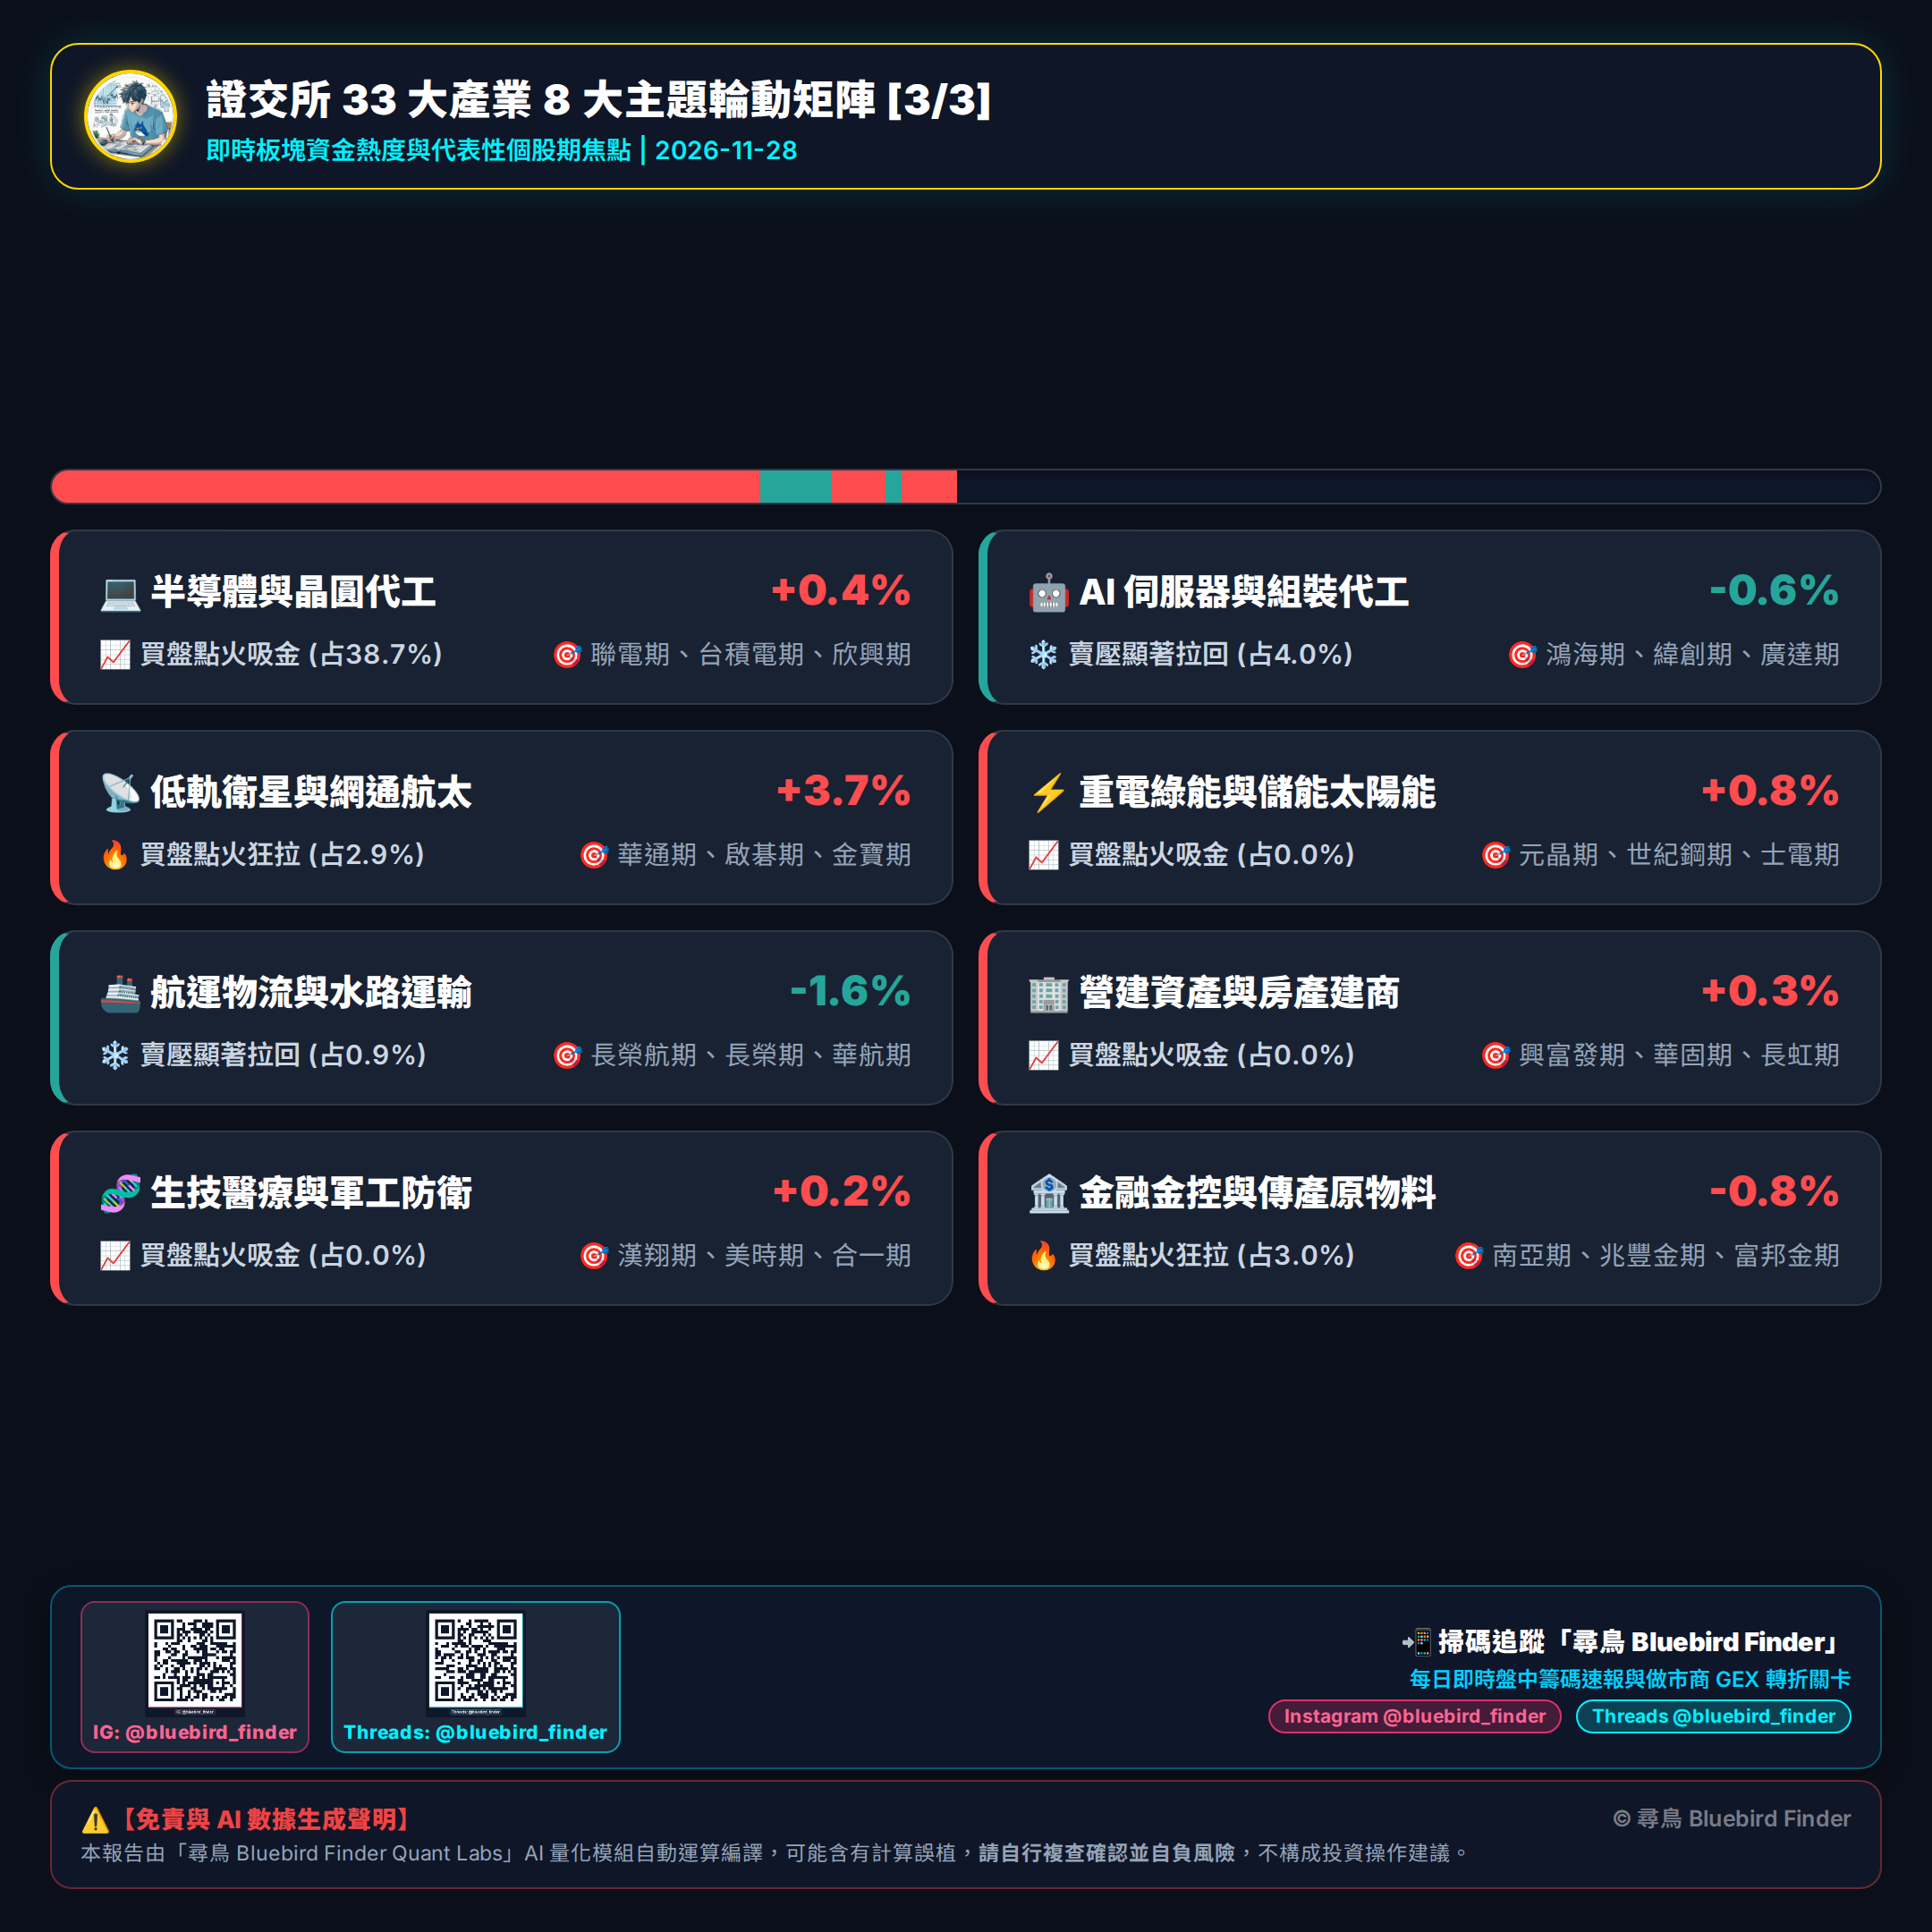 證交所 33 大產業 8 大主題輪動矩陣 [3/3]
即時板塊資金熱度與代表性個股期焦點 | 2026-11-28
💻 半導體與晶圓代工 +0.4%
📈 買盤點火吸金 (占38.7%) 🎯 聯電期、台積電期、欣興期
🤖 AI 伺服器與組裝代工 -0.6%
❄️ 賣壓顯著拉回 (占4.0%) 🎯 鴻海期、緯創期、廣達期
📡 低軌衛星與網通航太 +3.7%
🔥 買盤點火狂拉 (占2.9%) 🎯 華通期、啟碁期、金寶期
⚡ 重電綠能與儲能太陽能 +0.8%
📈 買盤點火吸金 (占0.0%) 🎯 元晶期、世紀鋼期、士電期
🚢 航運物流與水路運輸 -1.6%
❄️ 賣壓顯著拉回 (占0.9%) 🎯 長榮航期、長榮期、華航期
🏢 營建資產與房產建商 +0.3%
📈 買盤點火吸金 (占0.0%) 🎯 興富發期、華固期、長虹期
🧬 生技醫療與軍工防衛 +0.2%
📈 買盤點火吸金 (占0.0%) 🎯 漢翔期、美時期、合一期
🏦 金融金控與傳產原物料 -0.8%
🔥 買盤點火狂拉 (占3.0%) 🎯 南亞期、兆豐金期、富邦金期
IG: @bluebird_finder
IG: @bluebird_finder
Threads: @bluebird_finder
Threads: @bluebird_finder
📲 掃碼追蹤「尋鳥 Bluebird Finder」
每日即時盤中籌碼速報與做市商 GEX 轉折關卡
Instagram @bluebird_finder
Threads @bluebird_finder
⚠️【免責與 AI 數據生成聲明】
© 尋鳥 Bluebird Finder
本報告由「尋鳥 Bluebird Finder Quant Labs」AI 量化模組自動運算編譯，可能含有計算誤植，請自行複查確認並自負風險，不構成投資操作建議。